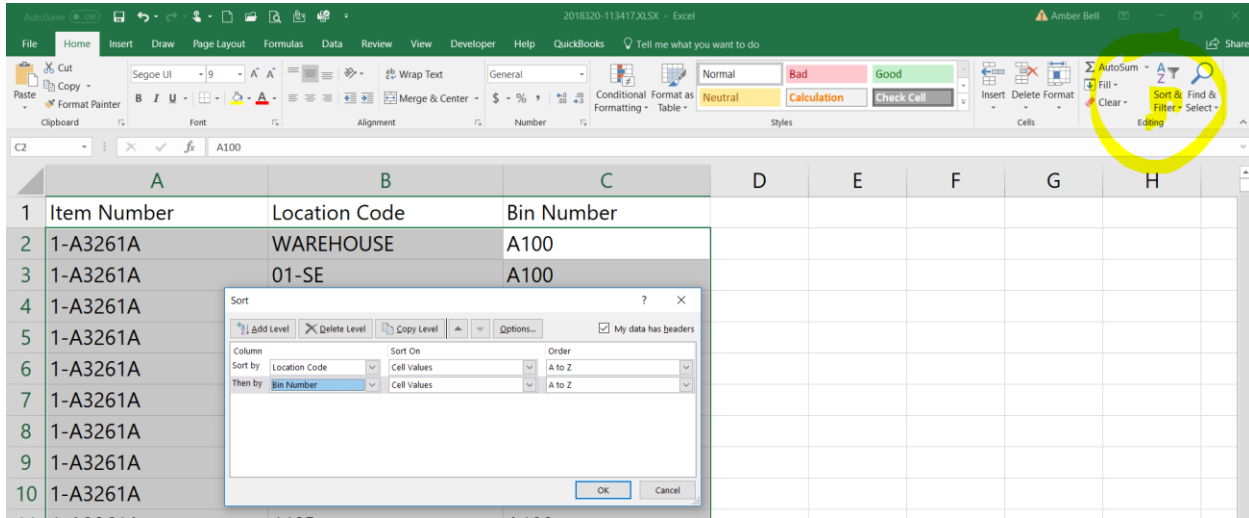 AutoSave Off 2018320-113417.XLSX - Excel Amber Bell
File Home Insert Draw Page Layout Formulas Data Review View Developer Help QuickBooks Tell me what you want to do Share
Paste Cut Copy Format Painter Clipboard
Segoe UI 9 A A B I U A Font
Wrap Text Merge & Center Alignment
General $ % , .0 .00 .00 .0 Number
Conditional Formatting Format as Table Normal Bad Good Neutral Calculation Check Cell Styles
Insert Delete Format Cells
AutoSum Fill Clear Sort & Filter Find & Select Editing
C2 fx A100
A B C D E F G H
1 Item Number Location Code Bin Number
2 1-A3261A WAREHOUSE A100
3 1-A3261A 01-SE A100
4 1-A3261A
5 1-A3261A
6 1-A3261A
7 1-A3261A
8 1-A3261A
9 1-A3261A
10 1-A3261A
Sort ? ×
Add Level Delete Level Copy Level Options... My data has headers
Column Sort On Order
Sort by Location Code Cell Values A to Z
Then by Bin Number Cell Values A to Z
OK Cancel